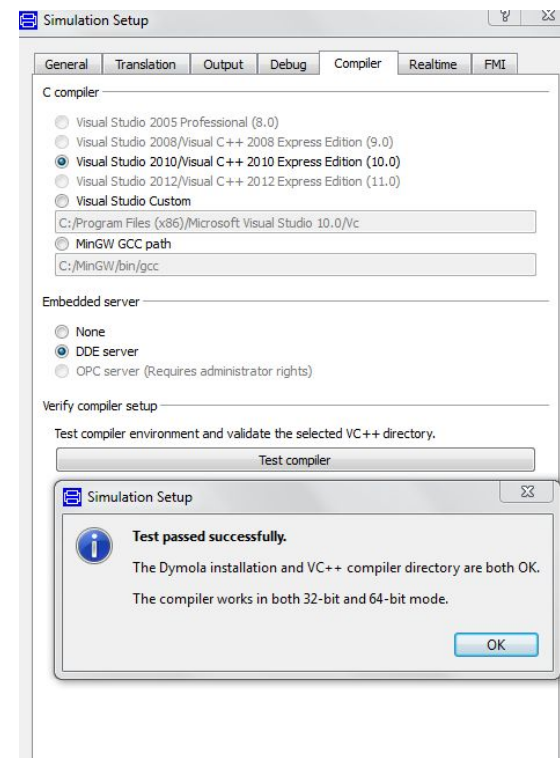 Simulation Setup
General Translation Output Debug Compiler Realtime FMI
C compiler
Visual Studio 2005 Professional (8.0)
Visual Studio 2008/Visual C++ 2008 Express Edition (9.0)
Visual Studio 2010/Visual C++ 2010 Express Edition (10.0)
Visual Studio 2012/Visual C++ 2012 Express Edition (11.0)
Visual Studio Custom
C:/Program Files (x86)/Microsoft Visual Studio 10.0/Vc
MinGW GCC path
C:/MinGW/bin/gcc
Embedded server
None
DDE server
OPC server (Requires administrator rights)
Verify compiler setup
Test compiler environment and validate the selected VC++ directory.
Test compiler
Simulation Setup
Test passed successfully.
The Dymola installation and VC++ compiler directory are both OK.
The compiler works in both 32-bit and 64-bit mode.
OK